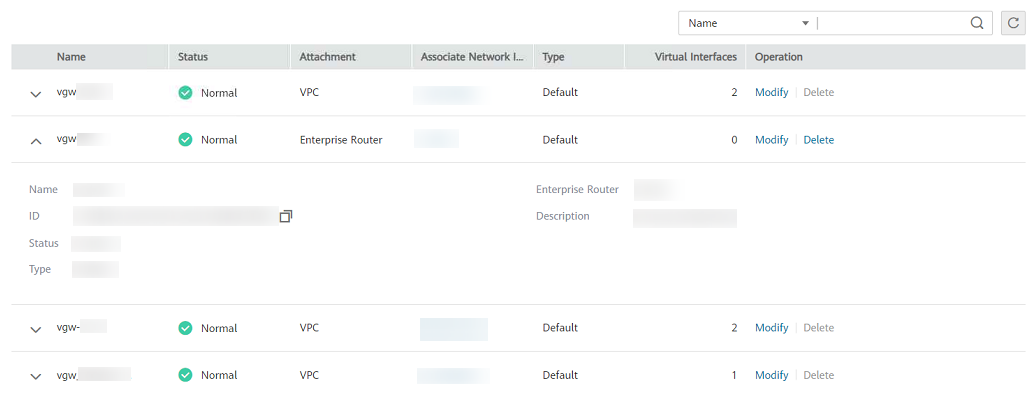 Name
Name Status Attachment Associate Network I... Type Virtual Interfaces Operation
vgw Normal VPC Default 2 Modify Delete
vgw Normal Enterprise Router Default 0 Modify Delete
Name Enterprise Router
ID Description
Status
Type
vgw- Normal VPC Default 2 Modify Delete
vgw Normal VPC Default 1 Modify Delete